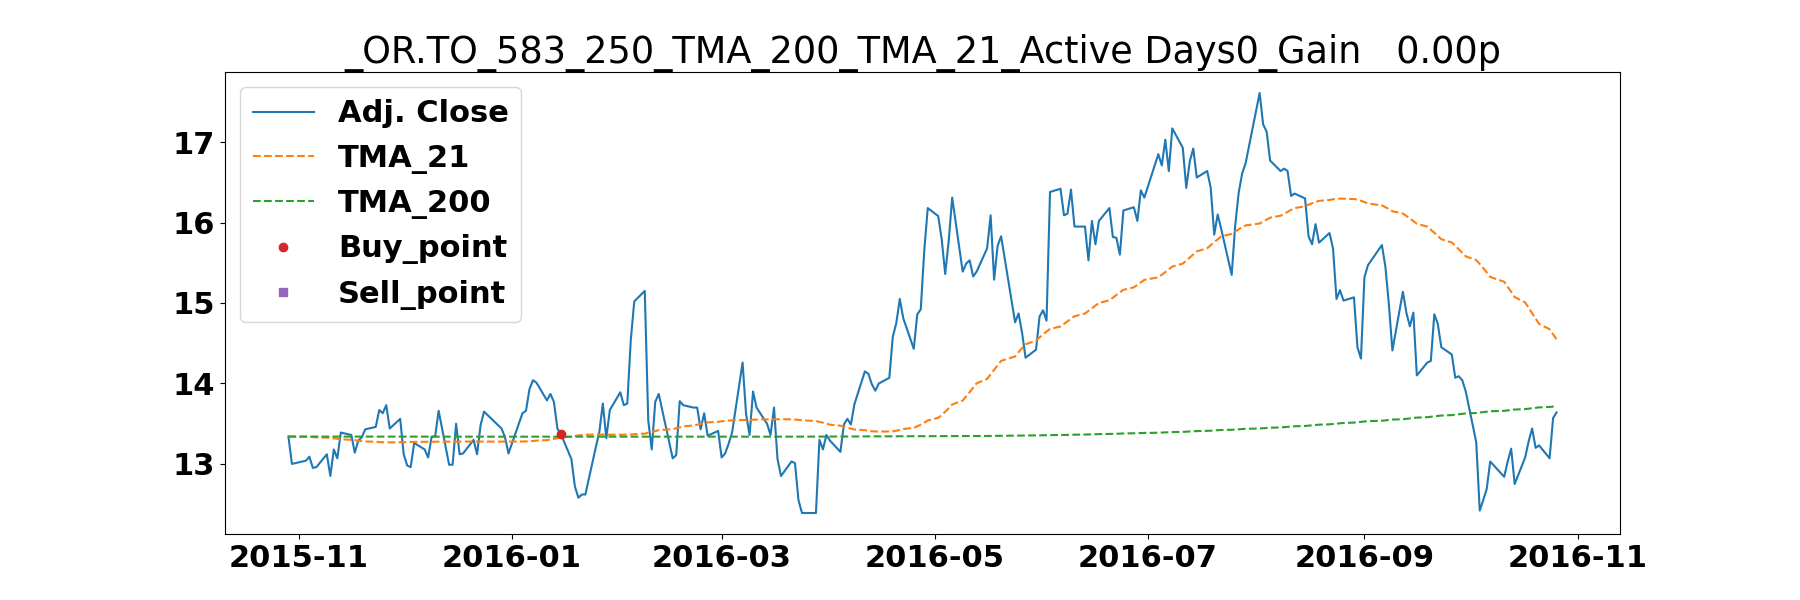 _OR.TO_583_250_TMA_200_TMA_21_Active Days0_Gain   0.00p
Adj. Close
TMA_21
TMA_200
Buy_point
Sell_point
17
16
15
14
13
2015-11
2016-01
2016-03
2016-05
2016-07
2016-09
2016-11